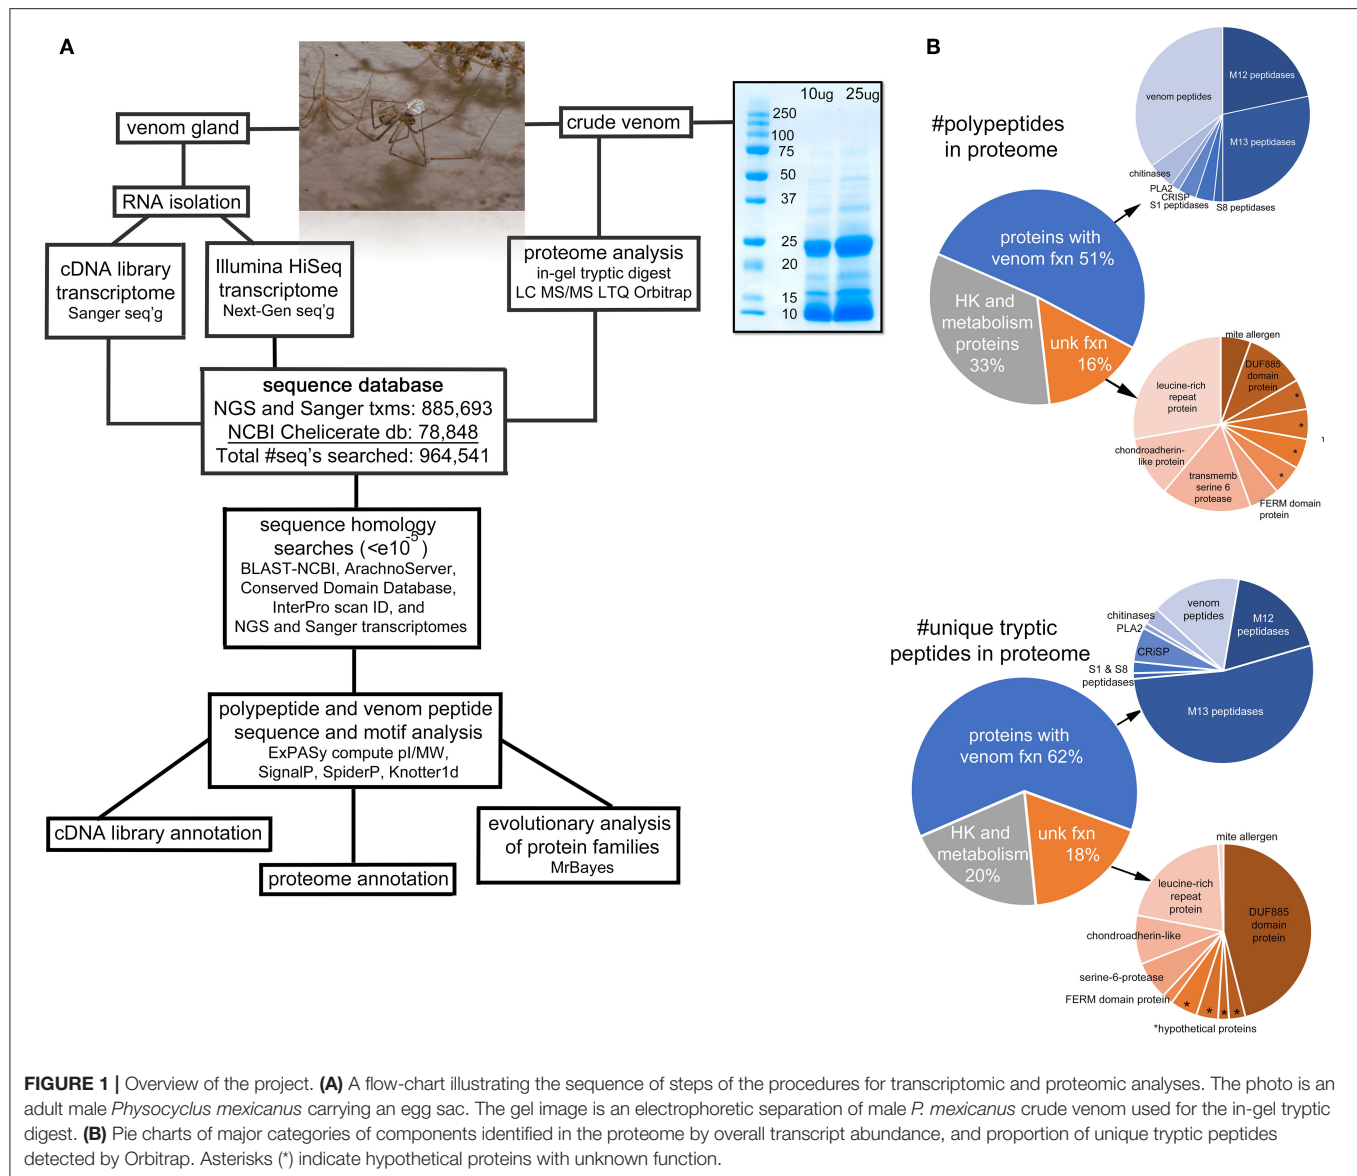 A
venom gland
RNA isolation
cDNA library
transcriptome
Sanger seq'g
Illumina HiSeq
transcriptome
Next-Gen seq'g
crude venom
proteome analysis
in-gel tryptic digest
LC MS/MS LTQ Orbitrap
10ug 25ug
250
150
100
75
50
37
25
20
15
10
sequence database
NGS and Sanger txms: 885,693
NCBI Chelicerate db: 78,848
Total #seq's searched: 964,541
sequence homology
searches (<e10-5)
BLAST-NCBI, ArachnoServer,
Conserved Domain Database,
InterPro scan ID, and
NGS and Sanger transcriptomes
polypeptide and venom peptide
sequence and motif analysis
ExPASy compute pI/MW,
SignalP, SpiderP, Knotter1d
cDNA library annotation
proteome annotation
evolutionary analysis
of protein families
MrBayes
B
#polypeptides
in proteome
proteins with
venom fxn 51%
HK and
metabolism
proteins
33%
unk fxn
16%
venom peptides
M12 peptidases
M13 peptidases
chitinases
PLA2
CRISP
S1 peptidases
S8 peptidases
mite allergen
DUF885
domain
protein
*
*
*
*
n
leucine-rich
repeat
protein
chondroadherin-
like protein
transmemb
serine 6
protease
FERM domain
protein
#unique tryptic
peptides in proteome
proteins with
venom fxn 62%
HK and
metabolism
20%
unk fxn
18%
venom
peptides
M12
peptidases
chitinases
PLA2
CRiSP
S1 & S8
peptidases
M13 peptidases
mite allergen
leucine-rich
repeat
protein
DUF885
domain
protein
chondroadherin-like
serine-6-protease
FERM domain protein
* * * *
*hypothetical proteins
FIGURE 1 | Overview of the project. (A) A flow-chart illustrating the sequence of steps of the procedures for transcriptomic and proteomic analyses. The photo is an
adult male Physocyclus mexicanus carrying an egg sac. The gel image is an electrophoretic separation of male P. mexicanus crude venom used for the in-gel tryptic
digest. (B) Pie charts of major categories of components identified in the proteome by overall transcript abundance, and proportion of unique tryptic peptides
detected by Orbitrap. Asterisks (*) indicate hypothetical proteins with unknown function.